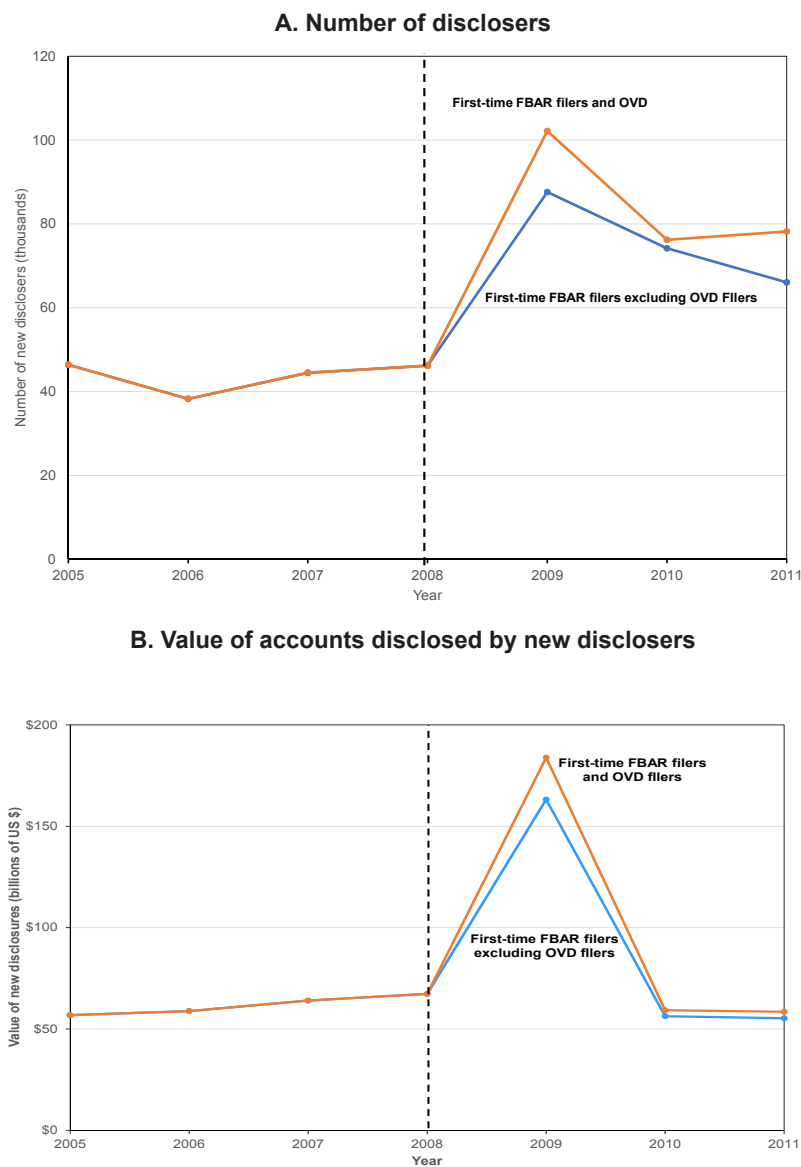 A. Number of disclosers
120
100
80
60
40
20
0
Number of new disclosers (thousands)
First-time FBAR filers and OVD
First-time FBAR filers excluding OVD FIlers
2005 2006 2007 2008 2009 2010 2011
Year
B. Value of accounts disclosed by new disclosers
$200
$150
$100
$50
$0
Value of new disclosures (billions of US $)
First-time FBAR filers
and OVD fIlers
First-time FBAR filers
excluding OVD fIlers
2005 2006 2007 2008 2009 2010 2011
Year